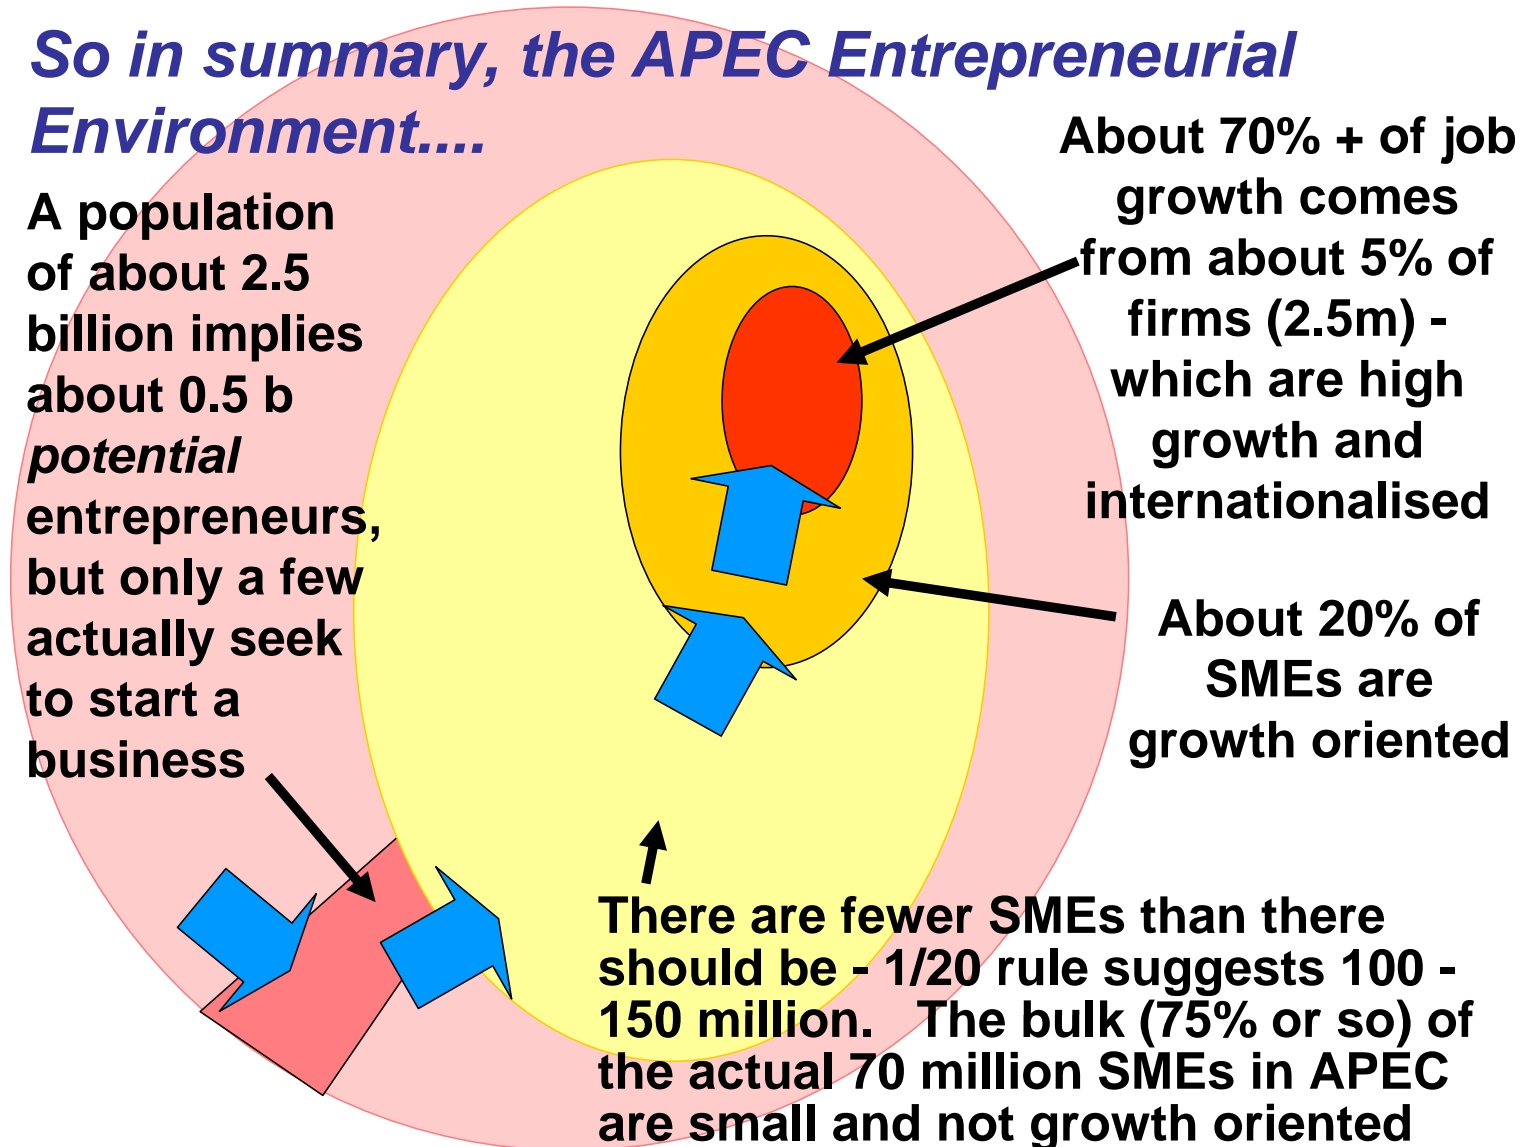 So in summary, the APEC Entrepreneurial
Environment....
A population
of about 2.5
billion implies
about 0.5 b
potential
entrepreneurs,
but only a few
actually seek
to start a
business
About 70% + of job
growth comes
from about 5% of
firms (2.5m) -
which are high
growth and
internationalised
About 20% of
SMEs are
growth oriented
There are fewer SMEs than there
should be - 1/20 rule suggests 100 -
150 million. The bulk (75% or so) of
the actual 70 million SMEs in APEC
are small and not growth oriented